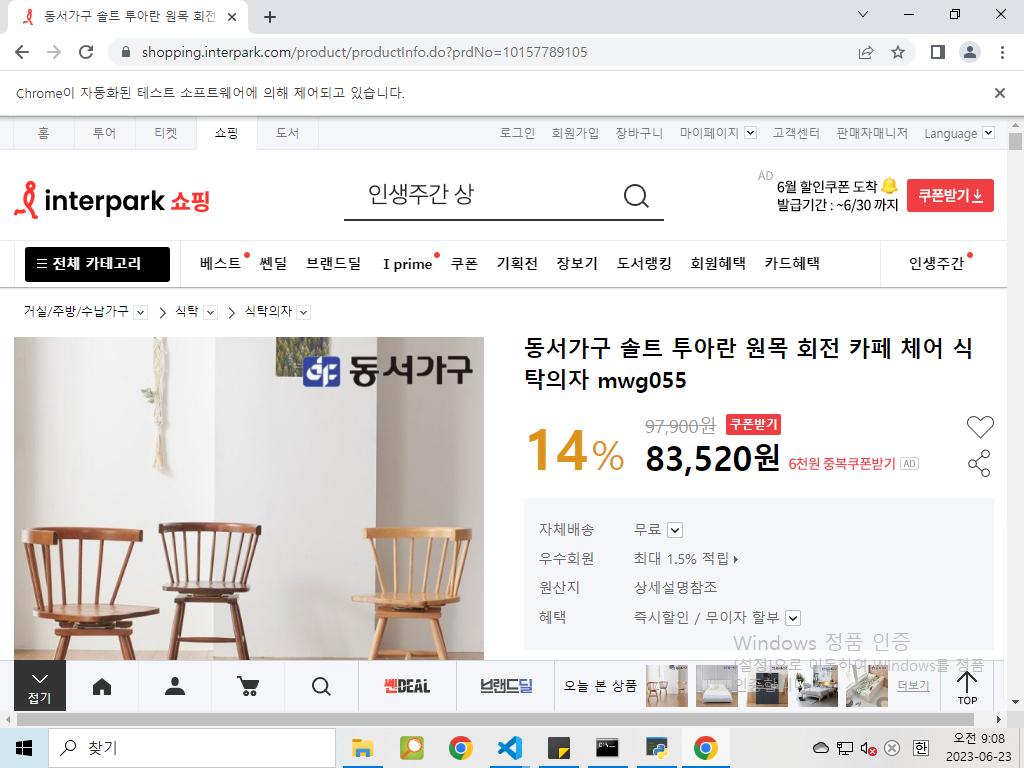 동서가구 솔트 투아란 원목 회전
shopping.interpark.com/product/productInfo.do?prdNo=10157789105
Chrome이 자동화된 테스트 소프트웨어에 의해 제어되고 있습니다.
홈 투어 티켓 쇼핑 도서 로그인 회원가입 장바구니 마이페이지 고객센터 판매자매니저 Language
interpark 쇼핑
인생주간 상
AD
6월 할인쿠폰 도착
발급기간 : ~6/30 까지
쿠폰받기
전체 카테고리 베스트 쎈딜 브랜드딜 I prime 쿠폰 기획전 장보기 도서랭킹 회원혜택 카드혜택 인생주간
거실/주방/수납가구 식탁 식탁의자
동서가구
동서가구 솔트 투아란 원목 회전 카페 체어 식
탁의자 mwg055
14%
97,900원 쿠폰받기
83,520원 6천원 중복쿠폰받기 AD
자체배송 무료
우수회원 최대 1.5% 적립
원산지 상세설명참조
혜택 즉시할인 / 무이자 할부
Windows 정품 인증
[설정]으로 이동하여 Windows를 정품
인증합니다.
접기 쎈DEAL 브랜드딜 오늘 본 상품 더보기 TOP
찾기
한
오전 9:08
2023-06-23